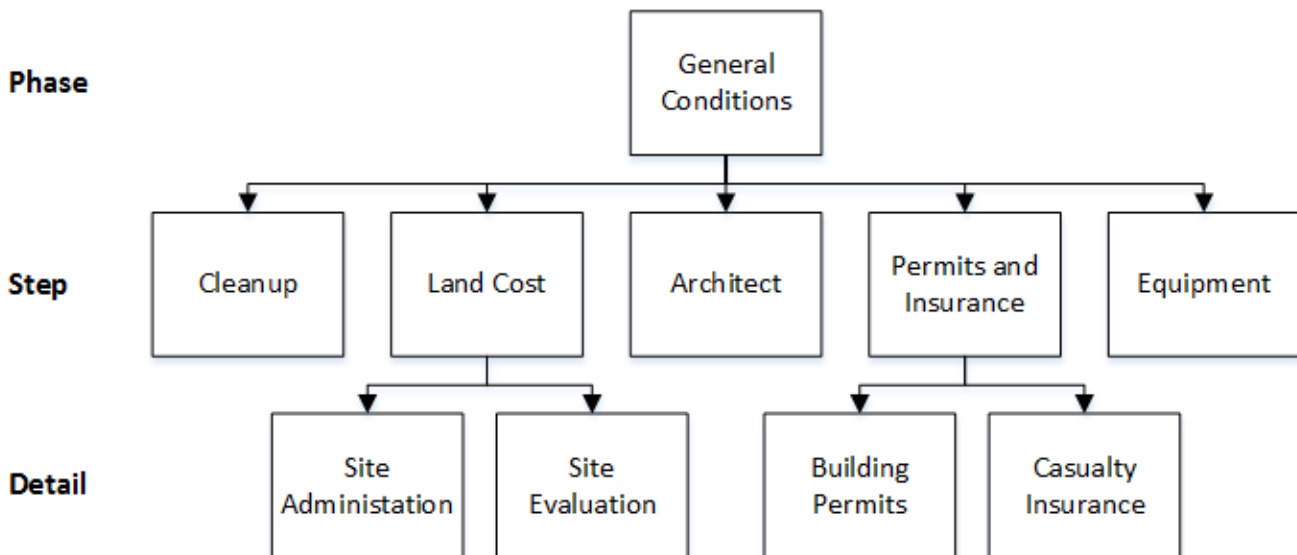 Phase
General
Conditions
Step
Cleanup
Land Cost
Architect
Permits and
Insurance
Equipment
Detail
Site
Administation
Site
Evaluation
Building
Permits
Casualty
Insurance